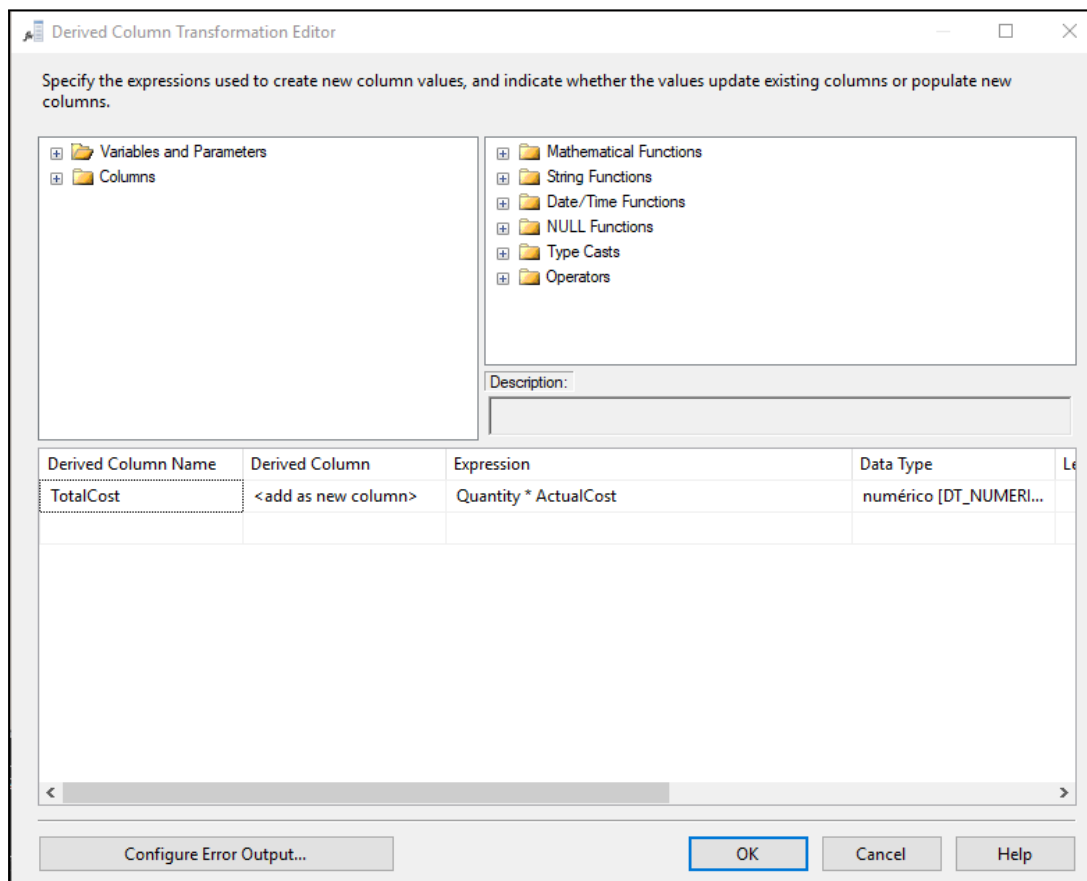 Derived Column Transformation Editor
Specify the expressions used to create new column values, and indicate whether the values update existing columns or populate new
columns.
Variables and Parameters
Columns
Mathematical Functions
String Functions
Date/Time Functions
NULL Functions
Type Casts
Operators
Description:
Derived Column Name Derived Column Expression Data Type Le
TotalCost <add as new column> Quantity * ActualCost numérico [DT_NUMERI...
Configure Error Output... OK Cancel Help